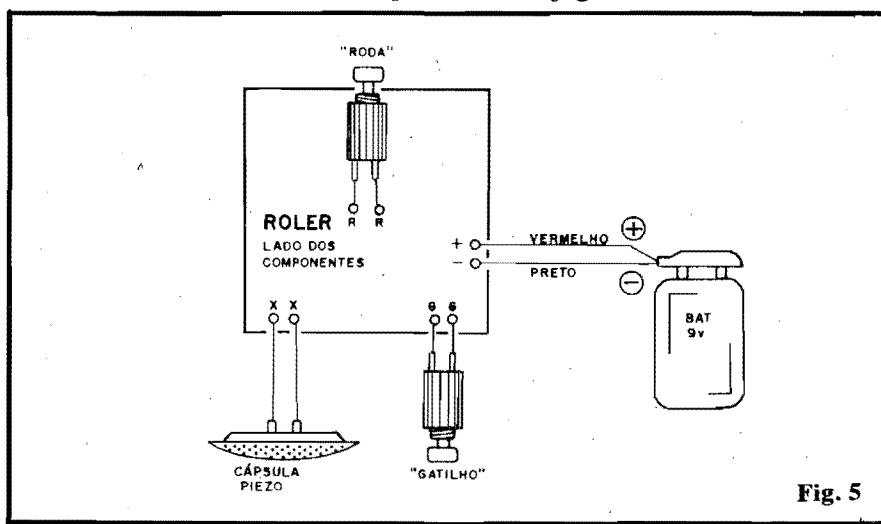 "RODA"
R R
ROLER
LADO DOS
COMPONENTES
+ VERMELHO +
- PRETO -
BAT
9v
X X
G G
CÁPSULA
PIEZO
"GATILHO"
Fig. 5